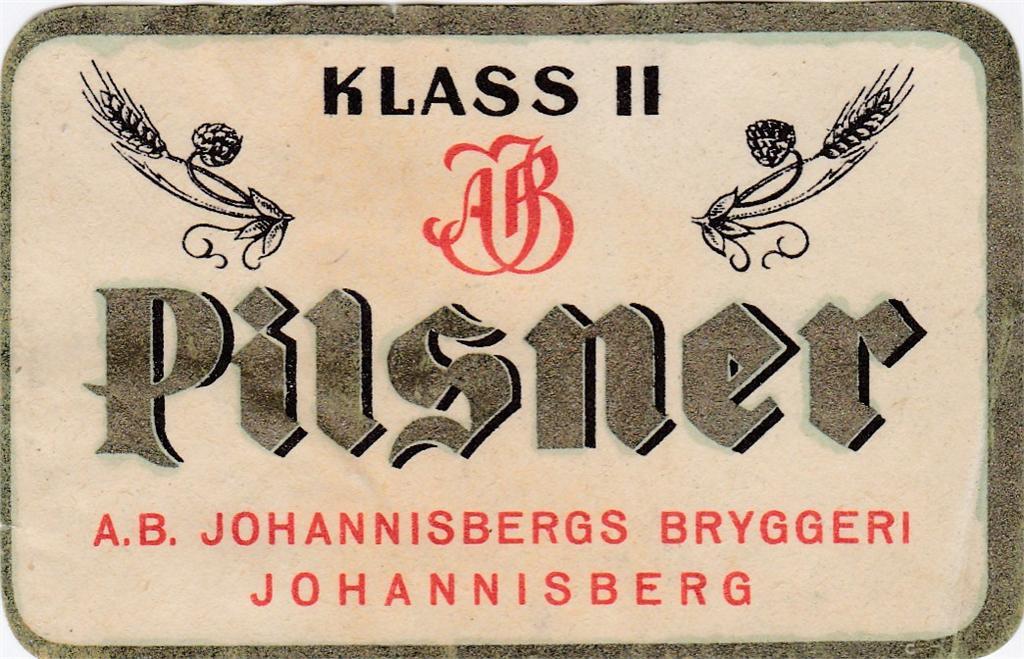 KLASS II
AJB
Pilsner
A.B. JOHANNISBERGS BRYGGERI
JOHANNISBERG